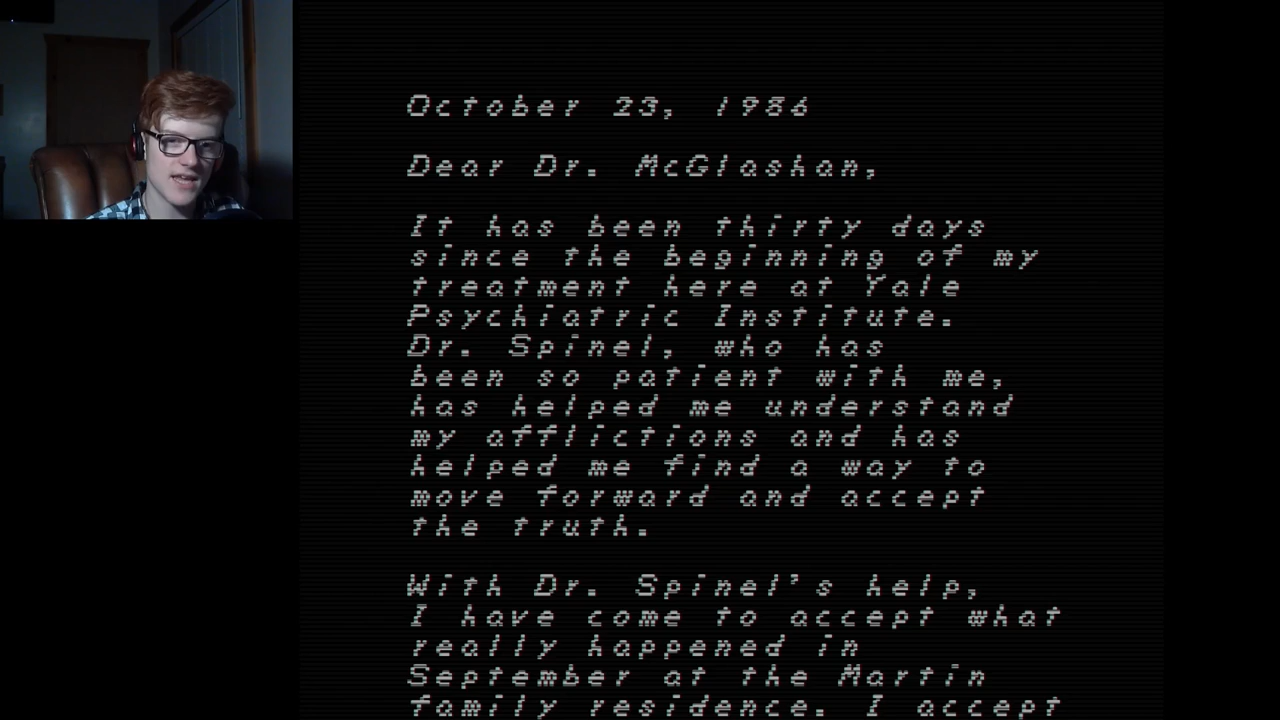 October 23, 1986
Dear Dr. McGlashan,
It has been thirty days
since the beginning of my
treatment here at Yale
Psychiatric Institute.
Dr. Spinel, who has
been so patient with me,
has helped me understand
my afflictions and has
helped me find a way to
move forward and accept
the truth.
With Dr. Spinel's help,
I have come to accept what
really happened in
September at the Martin
family residence. I accept